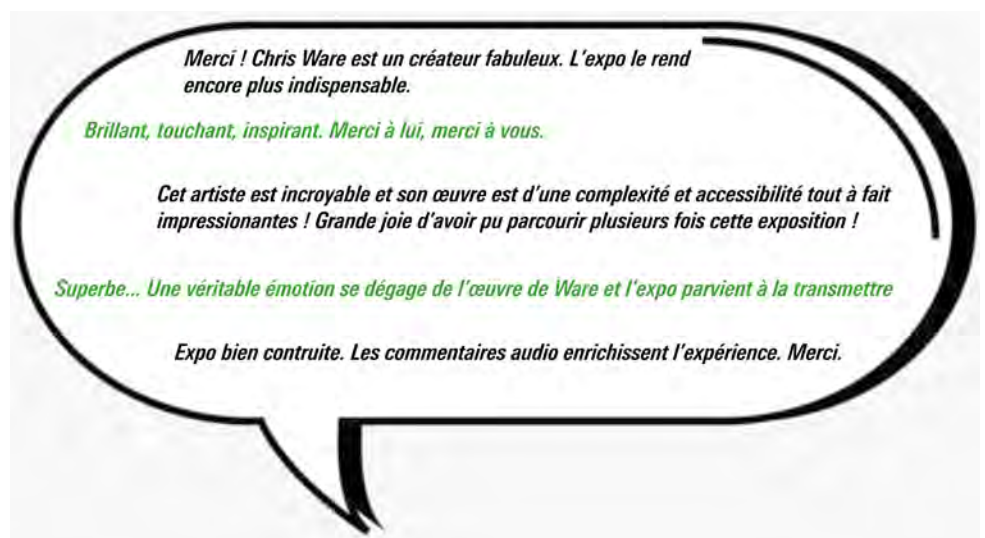 Merci ! Chris Ware est un créateur fabuleux. L'expo le rend
encore plus indispensable.
Brillant, touchant, inspirant. Merci à lui, merci à vous.
Cet artiste est incroyable et son œuvre est d'une complexité et accessibilité tout à fait
impressionantes ! Grande joie d'avoir pu parcourir plusieurs fois cette exposition !
Superbe... Une véritable émotion se dégage de l'œuvre de Ware et l'expo parvient à la transmettre
Expo bien contruite. Les commentaires audio enrichissent l'expérience. Merci.